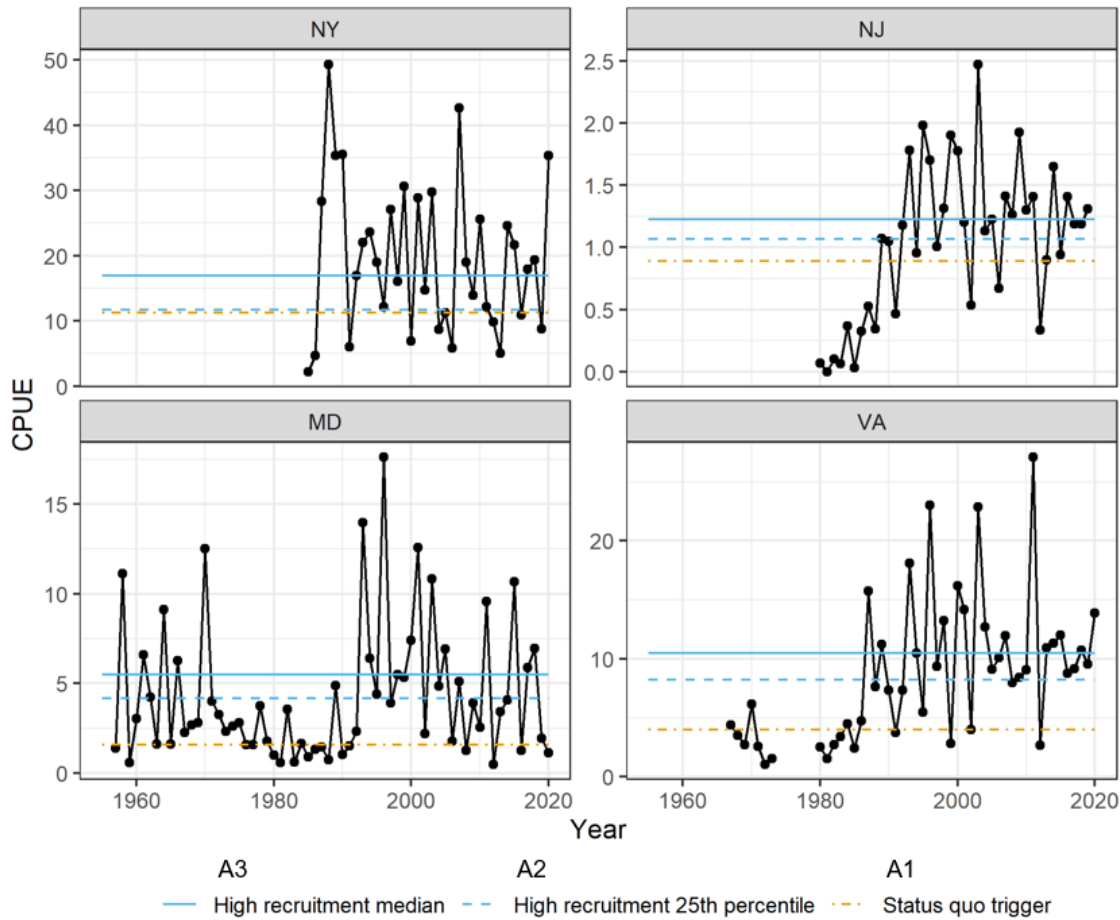 NY NJ
50
40
30
20
10
0
2.5
2.0
1.5
1.0
0.5
0.0
CPUE
MD VA
15
10
5
0
20
10
0
1960 1980 2000 2020 1960 1980 2000 2020
Year
A3 A2 A1
High recruitment median High recruitment 25th percentile Status quo trigger